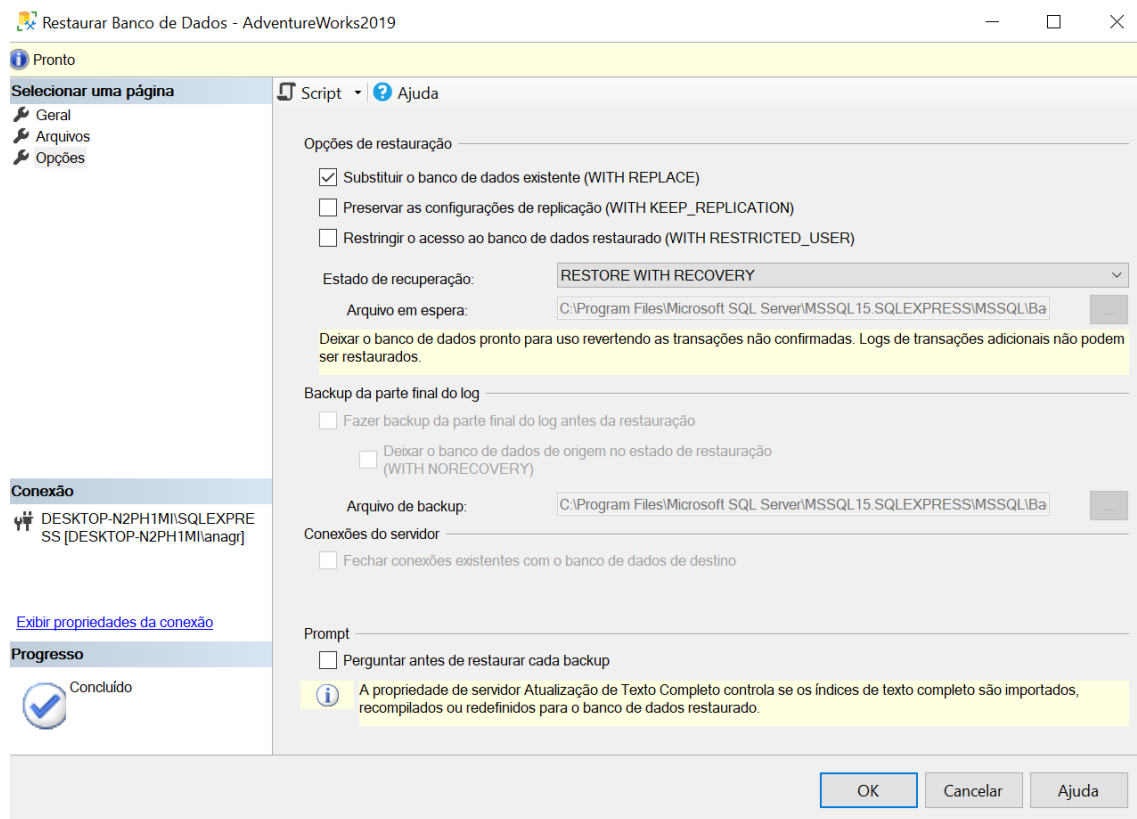 Restaurar Banco de Dados - AdventureWorks2019
Pronto
Selecionar uma página
Geral
Arquivos
Opções
Script
Ajuda
Opções de restauração
Substituir o banco de dados existente (WITH REPLACE)
Preservar as configurações de replicação (WITH KEEP_REPLICATION)
Restringir o acesso ao banco de dados restaurado (WITH RESTRICTED_USER)
Estado de recuperação:
RESTORE WITH RECOVERY
Arquivo em espera:
C:\Program Files\Microsoft SQL Server\MSSQL15.SQLEXPRESS\MSSQL\Ba
...
Deixar o banco de dados pronto para uso revertendo as transações não confirmadas. Logs de transações adicionais não podem
ser restaurados.
Backup da parte final do log
Fazer backup da parte final do log antes da restauração
Deixar o banco de dados de origem no estado de restauração
(WITH NORECOVERY)
Arquivo de backup:
C:\Program Files\Microsoft SQL Server\MSSQL15.SQLEXPRESS\MSSQL\Ba
...
Conexões do servidor
Fechar conexões existentes com o banco de dados de destino
Prompt
Perguntar antes de restaurar cada backup
A propriedade de servidor Atualização de Texto Completo controla se os índices de texto completo são importados,
recompilados ou redefinidos para o banco de dados restaurado.
Conexão
DESKTOP-N2PH1MI\SQLEXPRE
SS [DESKTOP-N2PH1MI\anagr]
Exibir propriedades da conexão
Progresso
Concluído
OK
Cancelar
Ajuda